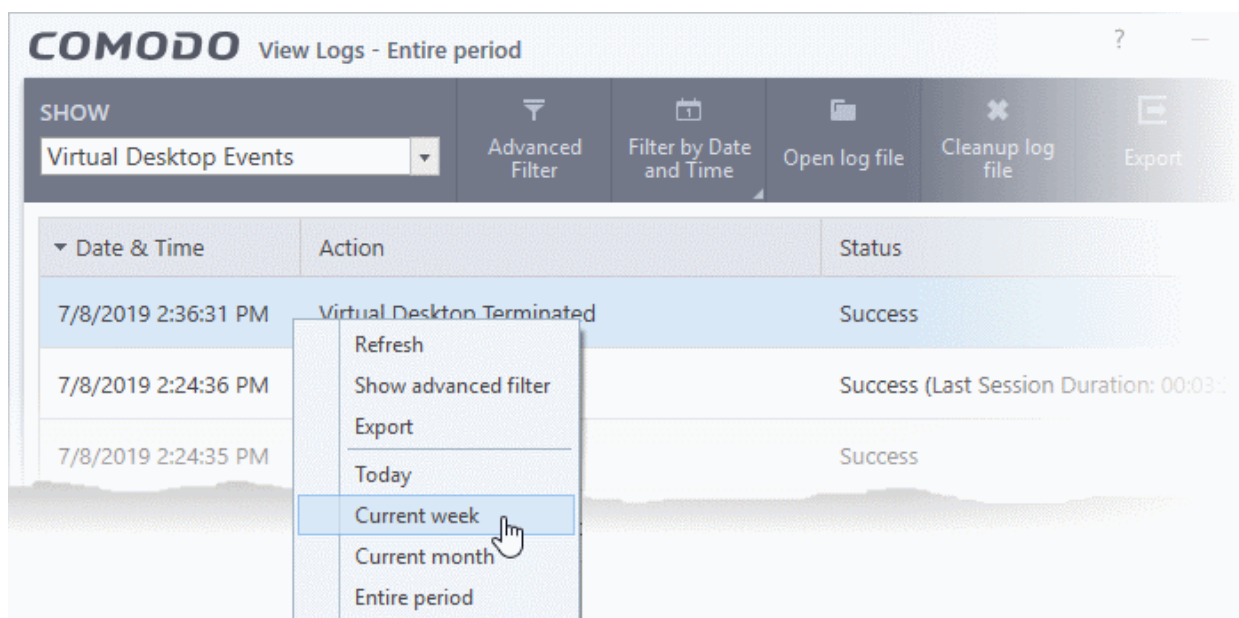 COMODO View Logs - Entire period
?
SHOW
Virtual Desktop Events
Advanced
Filter
Filter by Date
and Time
Open log file
Cleanup log
file
Export
Date & Time Action Status
7/8/2019 2:36:31 PM Virtual Desktop Terminated Success
7/8/2019 2:24:36 PM Success (Last Session Duration: 00:03:
7/8/2019 2:24:35 PM Success
Refresh
Show advanced filter
Export
Today
Current week
Current month
Entire period